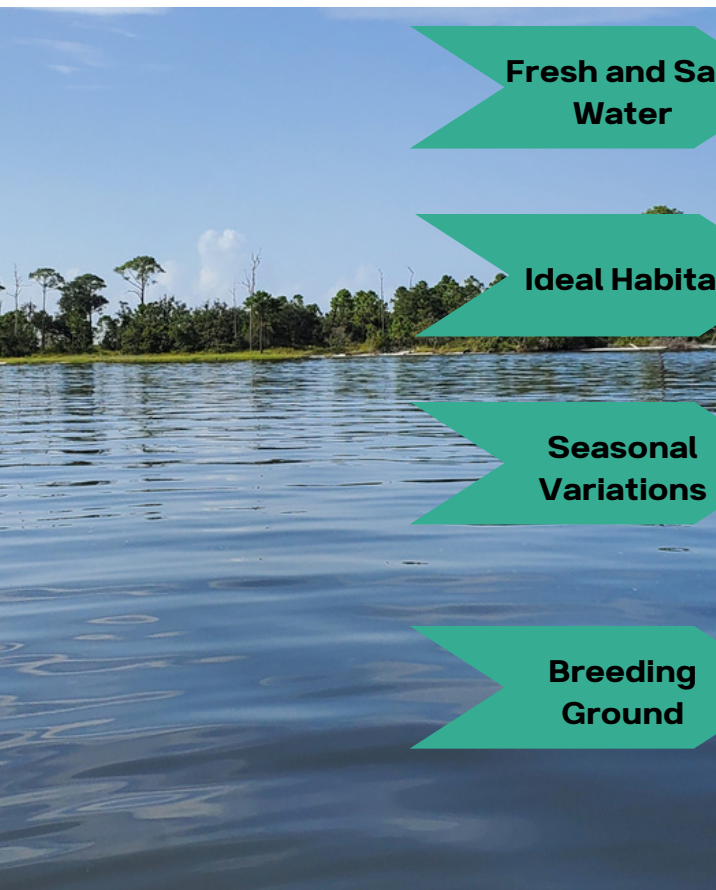 Fresh and Sa
Water
Ideal Habita
Seasonal
Variations
Breeding
Ground